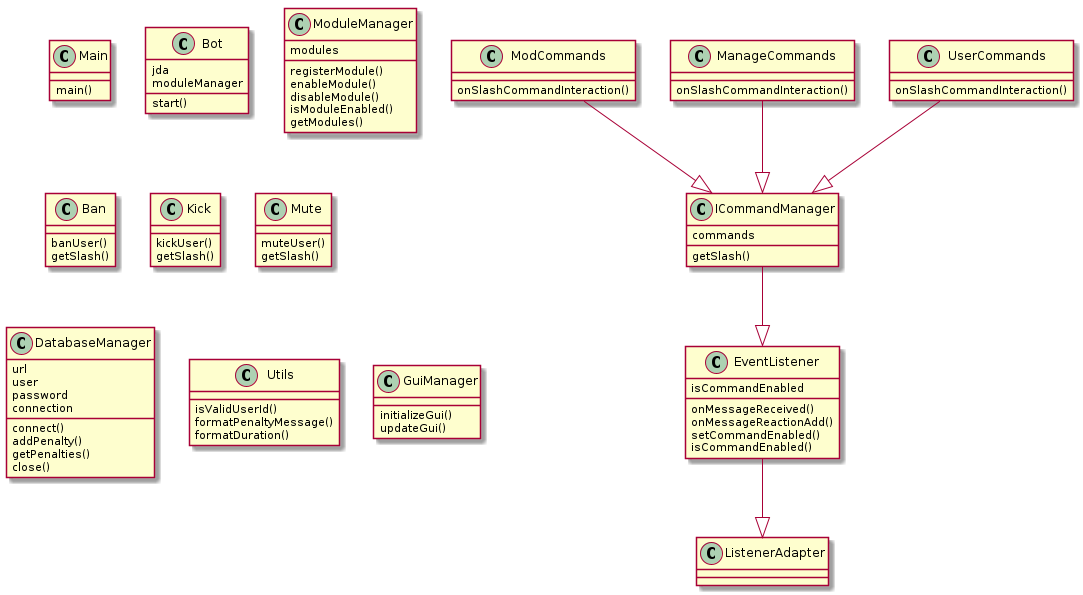 C Main
main()
C Bot
jda
moduleManager
start()
C ModuleManager
modules
registerModule()
enableModule()
disableModule()
isModuleEnabled()
getModules()
C ModCommands
onSlashCommandInteraction()
C ManageCommands
onSlashCommandInteraction()
C UserCommands
onSlashCommandInteraction()
C Ban
banUser()
getSlash()
C Kick
kickUser()
getSlash()
C Mute
muteUser()
getSlash()
C ICommandManager
commands
getSlash()
C DatabaseManager
url
user
password
connection
connect()
addPenalty()
getPenalties()
close()
C Utils
isValidUserId()
formatPenaltyMessage()
formatDuration()
C GuiManager
initializeGui()
updateGui()
C EventListener
isCommandEnabled
onMessageReceived()
onMessageReactionAdd()
setCommandEnabled()
isCommandEnabled()
C ListenerAdapter